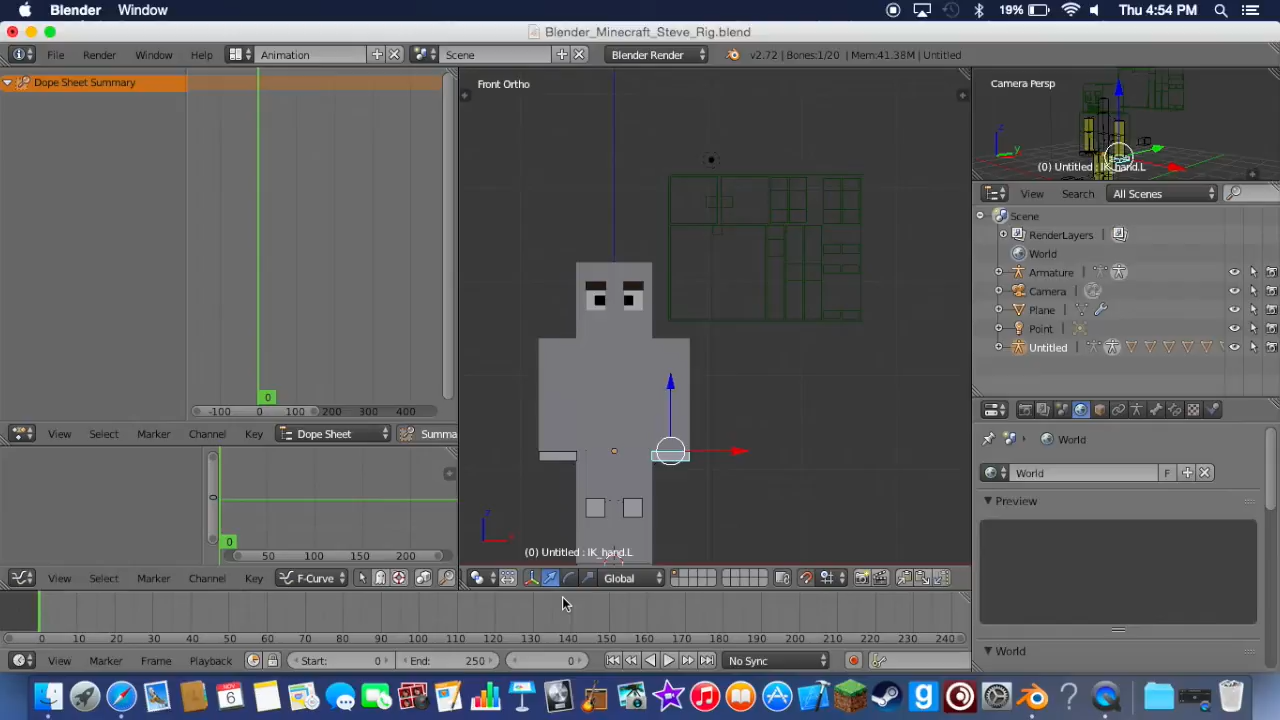 Blender Window 19% Thu 4:54 PM
Blender_Minecraft_Steve_Rig.blend
File Render Window Help Animation Scene Blender Render v2.72 | Bones:1/20 | Mem:41.38M | Untitled
Dope Sheet Summary
Front Ortho
Camera Persp
(0) Untitled : IK_hand.L
View Search All Scenes
Scene
RenderLayers
World
Armature
Camera
Plane
Point
Untitled
0
-100 0 100 200 300 400
View Select Marker Channel Key Dope Sheet Summa
World
World F
Preview
0
0
50 100 150 200
(0) Untitled : IK_hand.L
View Select Marker Channel Key F-Curve
Global
0 10 20 30 40 50 60 70 80 90 100 110 120 130 140 150 160 170 180 190 200 210 220 230 240
World
View Marker Frame Playback Start: 0 End: 250 0 No Sync
NOV
6